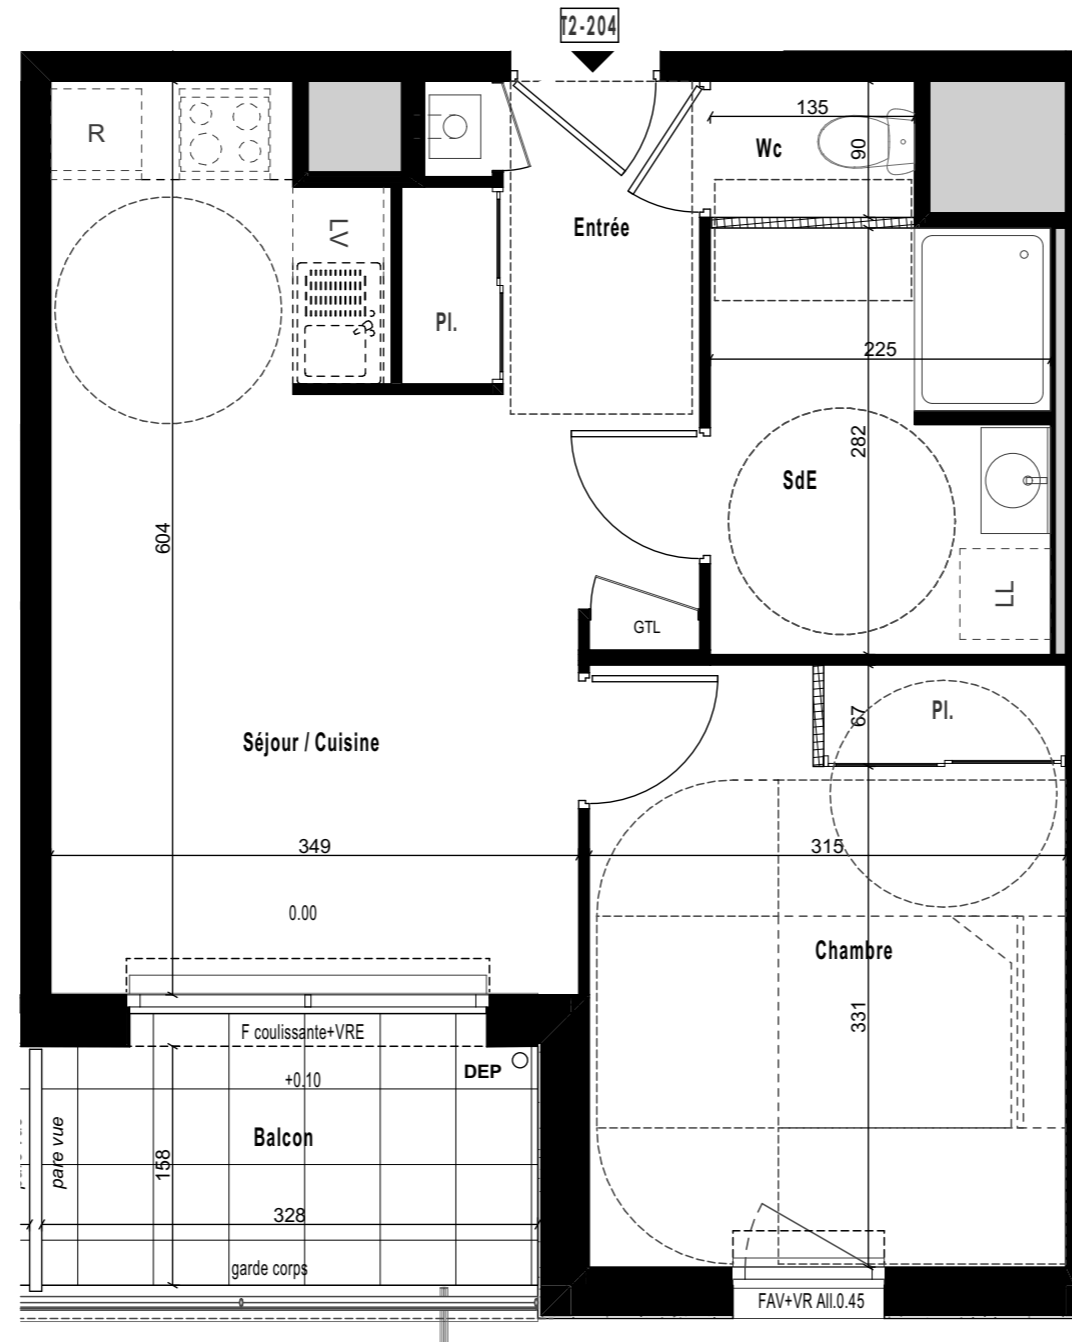 T2-204
R
135
Wc
90
Entrée
LV
Pl.
225
282
SdE
604
LL
GTL
67
Pl.
Séjour / Cuisine
349
315
0.00
Chambre
331
F coulissante+VRE
DEP
+0.10
pare vue
Balcon
158
328
garde corps
FAV+VR All.0.45